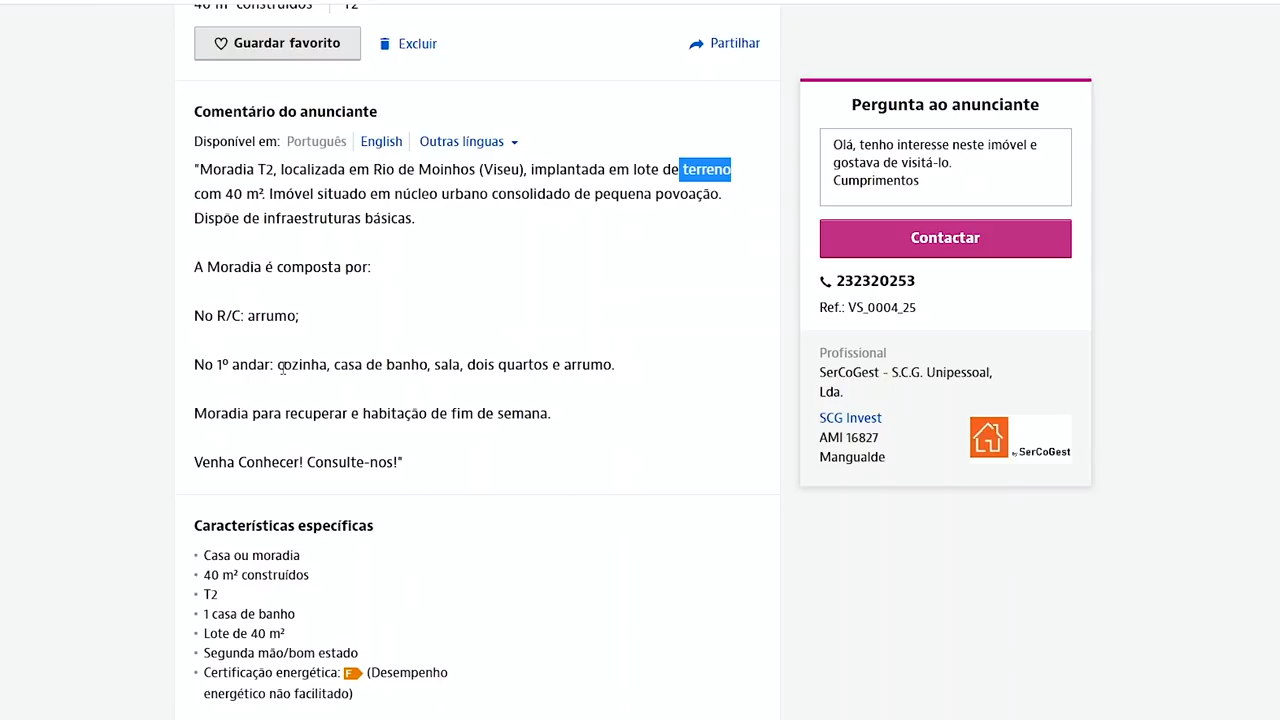 40 m² construídos T2
Guardar favorito Excluir Partilhar
Comentário do anunciante
Disponível em: Português English Outras línguas
"Moradia T2, localizada em Rio de Moinhos (Viseu), implantada em lote de terreno
com 40 m². Imóvel situado em núcleo urbano consolidado de pequena povoação.
Dispõe de infraestruturas básicas.
A Moradia é composta por:
No R/C: arrumo;
No 1º andar: cozinha, casa de banho, sala, dois quartos e arrumo.
Moradia para recuperar e habitação de fim de semana.
Venha Conhecer! Consulte-nos!"
Características específicas
Casa ou moradia
40 m² construídos
T2
1 casa de banho
Lote de 40 m²
Segunda mão/bom estado
Certificação energética: F (Desempenho
energético não facilitado)
Pergunta ao anunciante
Olá, tenho interesse neste imóvel e
gostava de visitá-lo.
Cumprimentos
Contactar
232320253
Ref.: VS_0004_25
Profissional
SerCoGest - S.C.G. Unipessoal,
Lda.
SCG Invest
AMI 16827
Mangualde
by SerCoGest